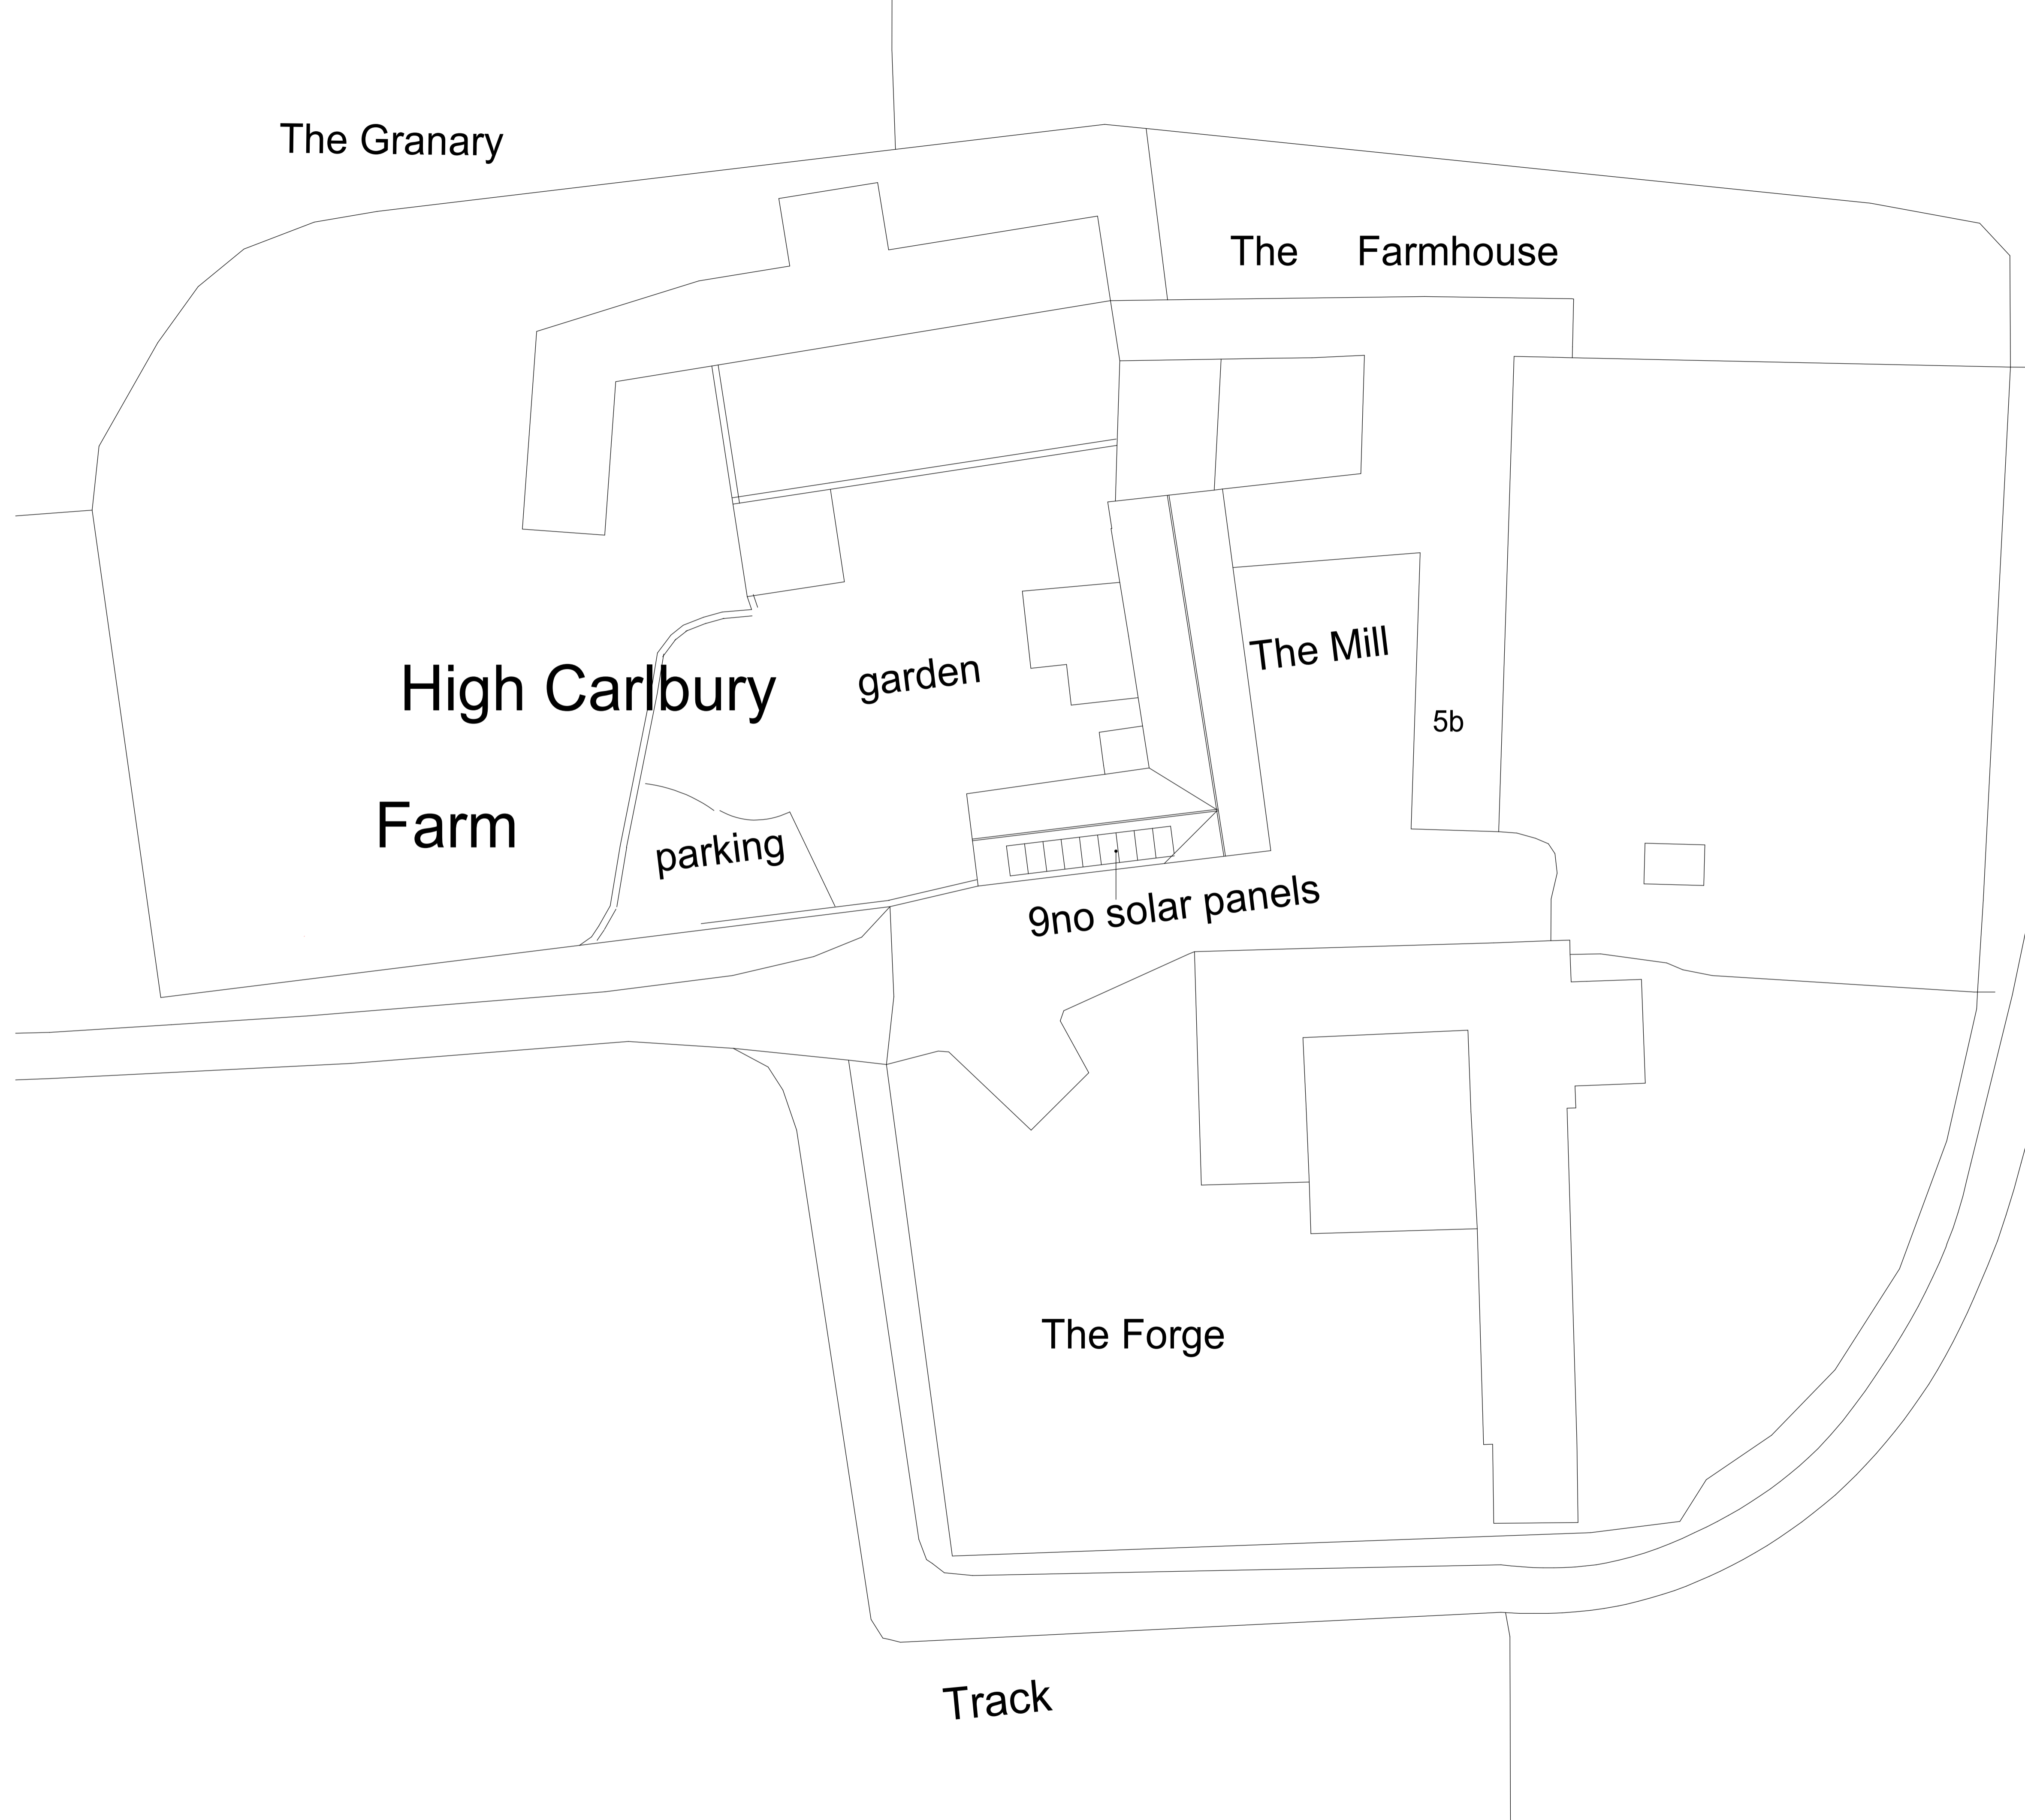 The Granary
The Farmhouse
The Mill
garden
High Carlbury
5b
Farm
parking
9no solar panels
The Forge
Track